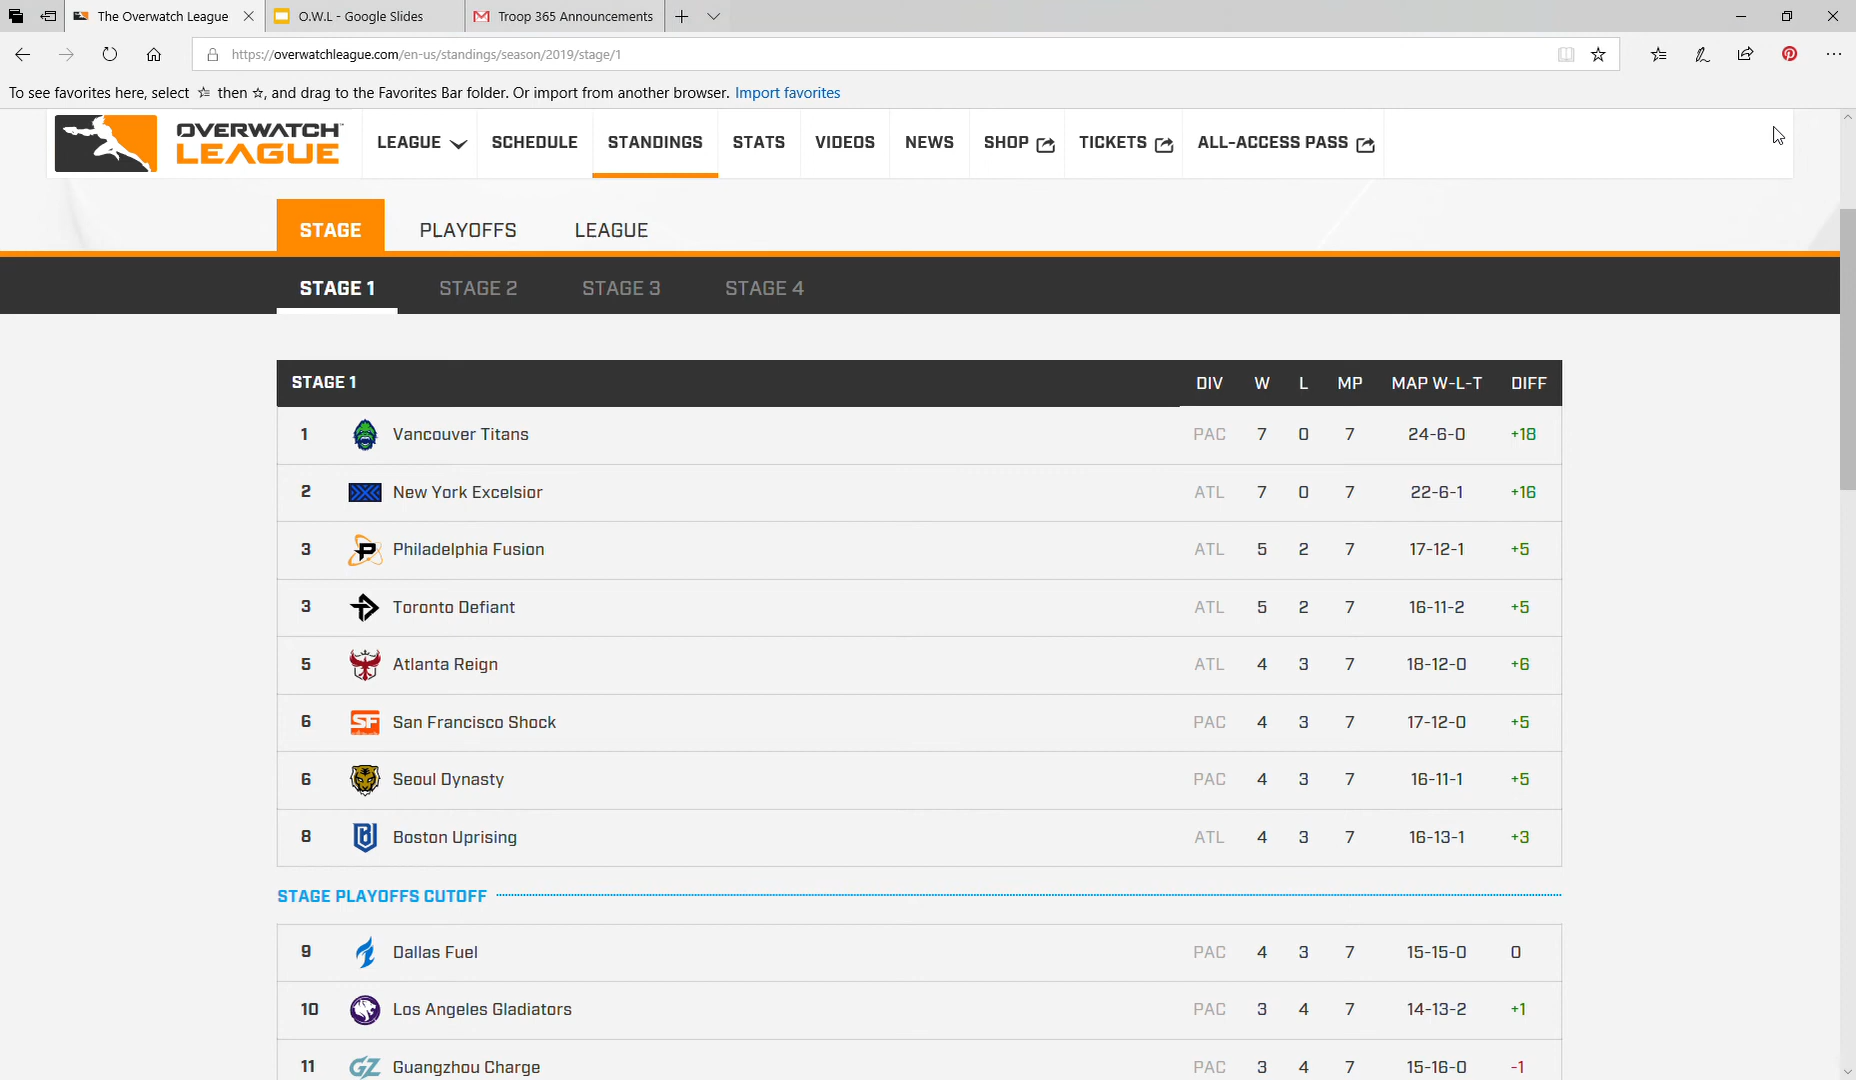 The Overwatch League
O.W.L - Google Slides
Troop 365 Announcements
https://overwatchleague.com/en-us/standings/season/2019/stage/1
To see favorites here, select then ☆, and drag to the Favorites Bar folder. Or import from another browser. Import favorites
OVERWATCH
LEAGUE
LEAGUE SCHEDULE STANDINGS STATS VIDEOS NEWS SHOP TICKETS ALL-ACCESS PASS
STAGE PLAYOFFS LEAGUE
STAGE 1 STAGE 2 STAGE 3 STAGE 4
STAGE 1 DIV W L MP MAP W-L-T DIFF
1 Vancouver Titans PAC 7 0 7 24-6-0 +18
2 New York Excelsior ATL 7 0 7 22-6-1 +16
3 P Philadelphia Fusion ATL 5 2 7 17-12-1 +5
3 Toronto Defiant ATL 5 2 7 16-11-2 +5
5 Atlanta Reign ATL 4 3 7 18-12-0 +6
6 SF San Francisco Shock PAC 4 3 7 17-12-0 +5
6 Seoul Dynasty PAC 4 3 7 16-11-1 +5
8 Boston Uprising ATL 4 3 7 16-13-1 +3
STAGE PLAYOFFS CUTOFF
9 Dallas Fuel PAC 4 3 7 15-15-0 0
10 Los Angeles Gladiators PAC 3 4 7 14-13-2 +1
11 GZ Guangzhou Charge PAC 3 4 7 15-16-0 -1